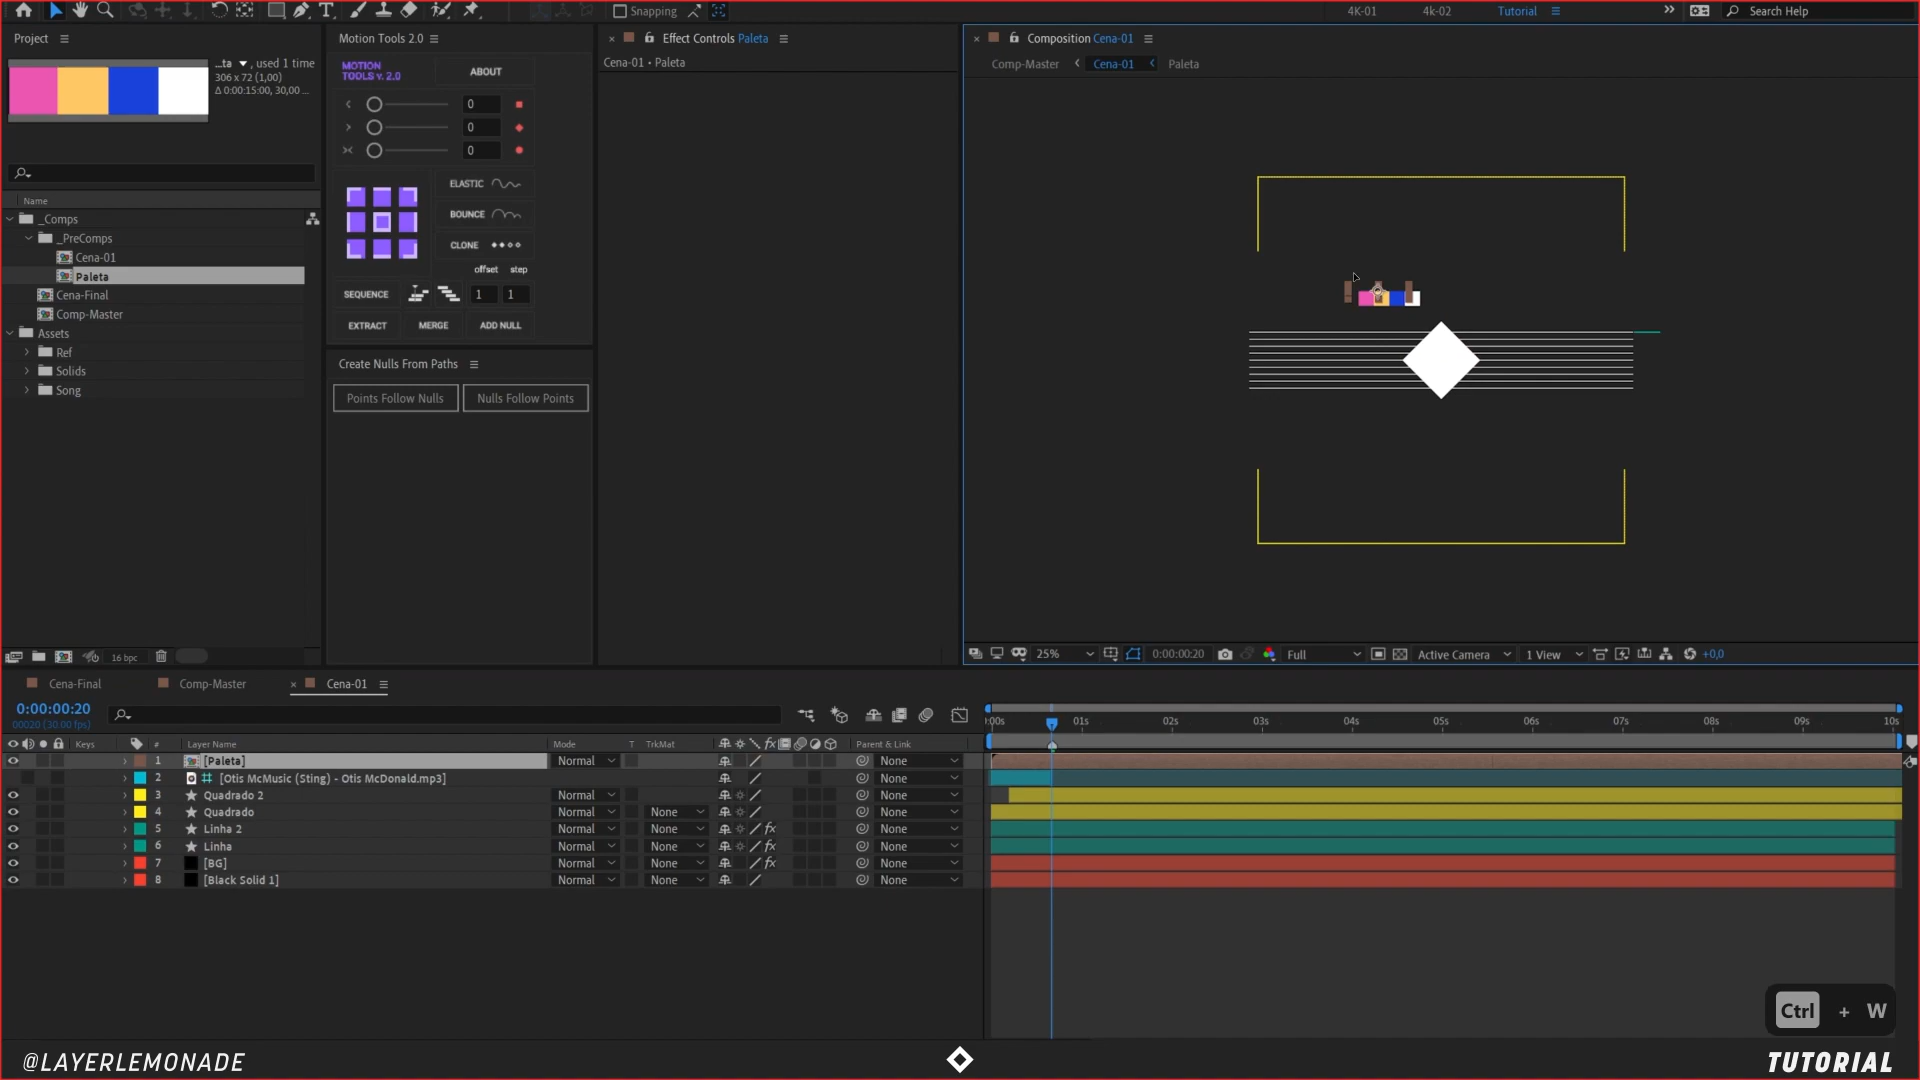 Snapping
4K-01
4k-02
Tutorial
Search Help
Project
Motion Tools 2.0
Effect Controls Paleta
Composition Cena-01
Cena-01 • Paleta
Comp-Master
Cena-01
Paleta
...ta ▼, used 1 time
306 x 72 (1,00)
Δ 0:00:15:00, 30,00 ...
MOTION
TOOLS v. 2.0
ABOUT
0
0
0
ELASTIC
BOUNCE
CLONE
offset step
SEQUENCE
1
1
EXTRACT
MERGE
ADD NULL
Create Nulls From Paths
Points Follow Nulls
Nulls Follow Points
Name
_Comps
_PreComps
Cena-01
Paleta
Cena-Final
Comp-Master
Assets
Ref
Solids
Song
16 bpc
25%
0:00:00:20
Full
Active Camera
1 View
+0,0
Cena-Final
Comp-Master
Cena-01
0:00:00:20
00020 (30.00 fps)
:00s 01s 02s 03s 04s 05s 06s 07s 08s 09s 10s
Keys # Layer Name Mode T TrkMat fx Parent & Link
1 [Paleta] Normal None
2 [Otis McMusic (Sting) - Otis McDonald.mp3] None
3 Quadrado 2 Normal None
4 Quadrado Normal None None
5 Linha 2 Normal None fx None
6 Linha Normal None fx None
7 [BG] Normal None fx None
8 [Black Solid 1] Normal None None
Ctrl + W
@LAYERLEMONADE
TUTORIAL